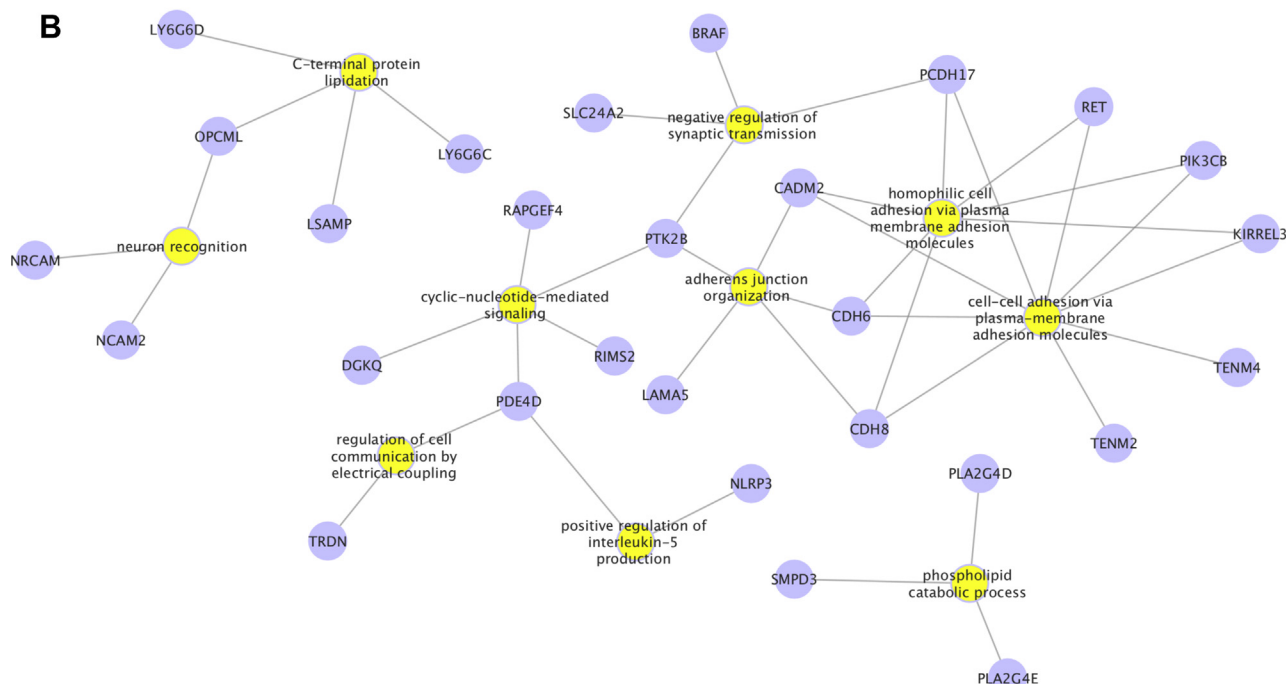 B
LY6G6D
BRAF
C-terminal protein
lipidation
PCDH17
RET
SLC24A2
negative regulation of
synaptic transmission
OPCML
LY6G6C
PIK3CB
CADM2
homophilic cell
adhesion via plasma
membrane adhesion
molecules
RAPGEF4
LSAMP
KIRREL3
PTK2B
neuron recognition
NRCAM
adherens junction
organization
cyclic-nucleotide-mediated
signaling
cell-cell adhesion via
plasma-membrane
adhesion molecules
CDH6
NCAM2
RIMS2
DGKQ
TENM4
LAMA5
PDE4D
CDH8
TENM2
regulation of cell
communication by
electrical coupling
PLA2G4D
NLRP3
positive regulation of
interleukin-5
production
TRDN
SMPD3
phospholipid
catabolic process
PLA2G4E